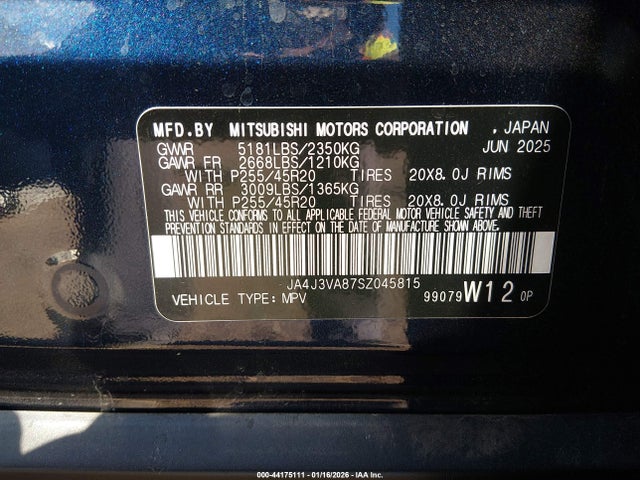 MFD.BY MITSUBISHI MOTORS CORPORATION . JAPAN
GVWR 5181LBS/2350KG JUN 2025
GAWR FR 2668LBS/1210KG
WITH P255/45R20 TIRES 20X8.0J RIMS
GAWR RR 3009LBS/1365KG
WITH P255/45R20 TIRES 20X8.0J RIMS
THIS VEHICLE CONFORMS TO ALL APPLICABLE FEDERAL MOTOR VEHICLE SAFETY AND THEFT
PREVENTION STANDARDS IN EFFECT ON THE DATE OF MANUFACTURE SHOWN ABOVE.
JA4J3VA87SZ045815
VEHICLE TYPE:MPV 99079 W12 0P
000-44175111 - 01/16/2026 - IAA Inc.